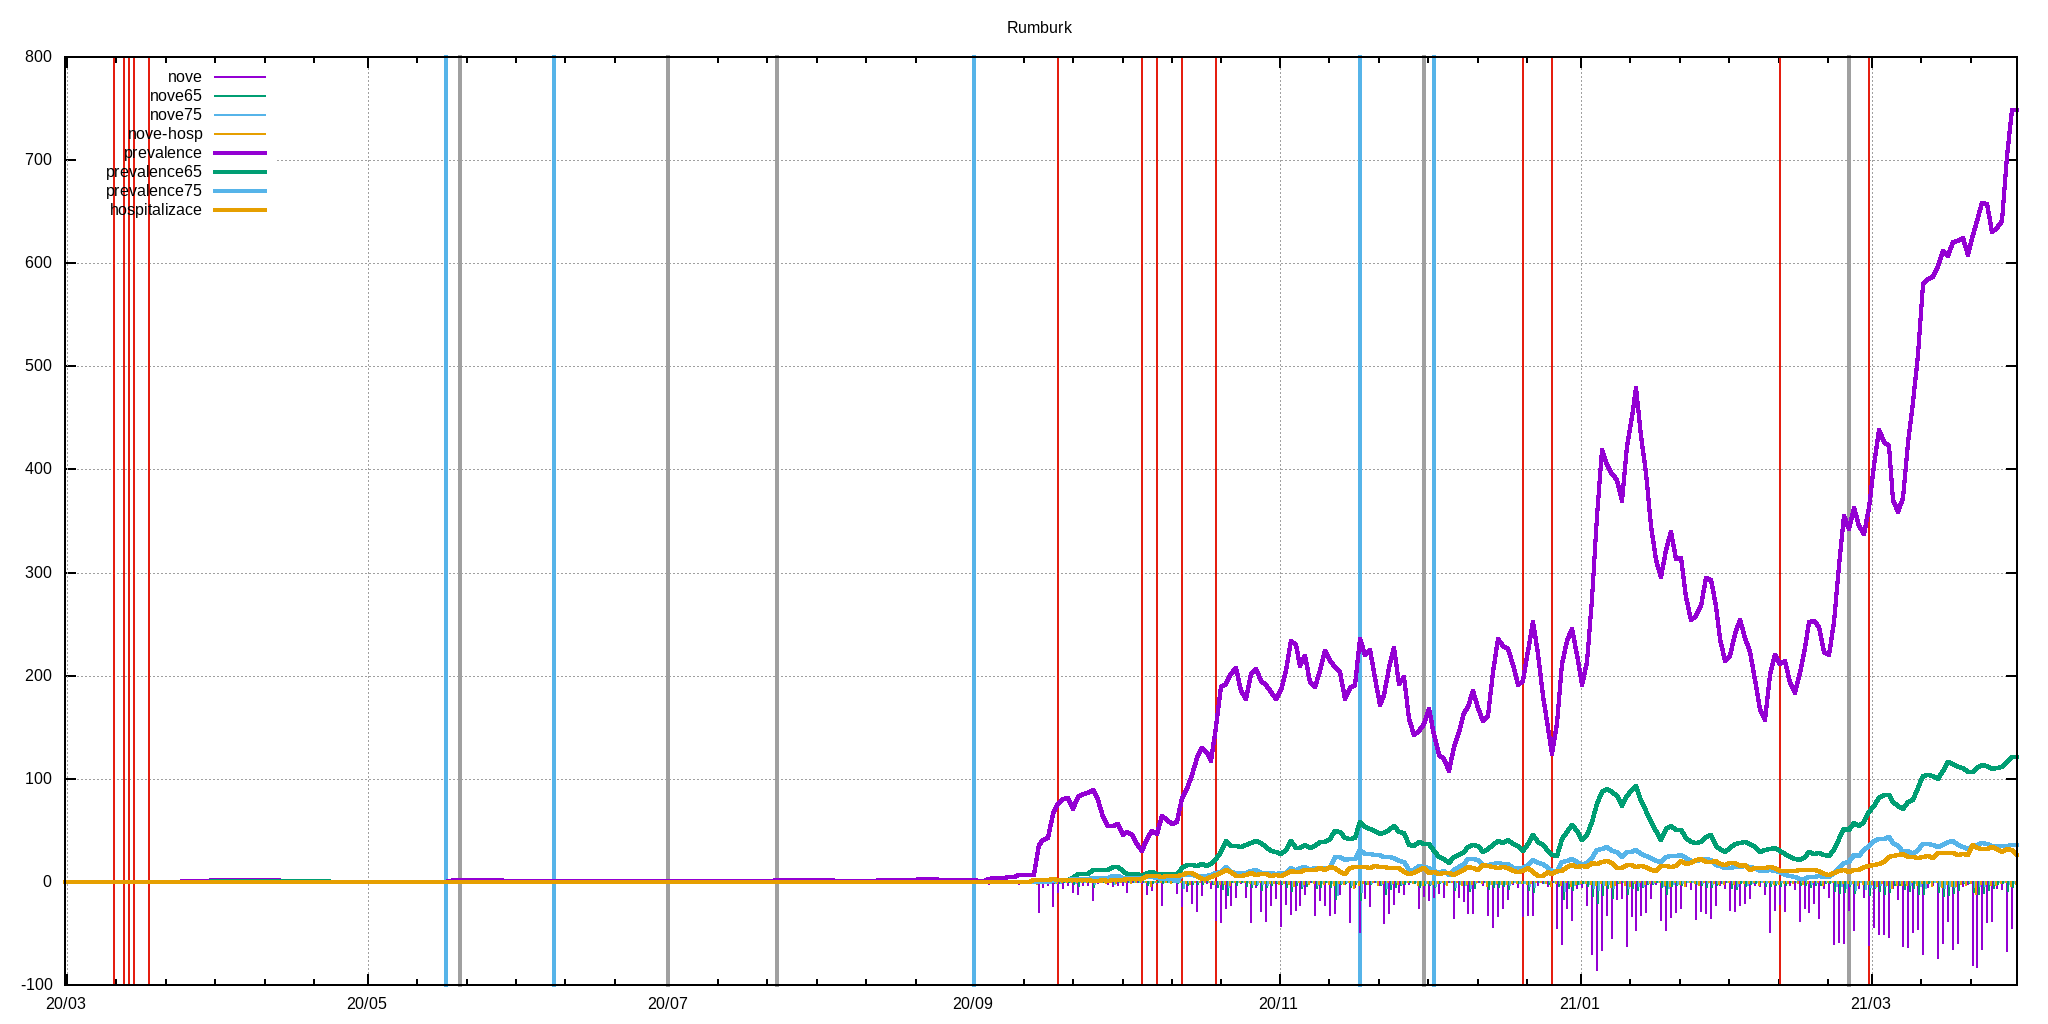 Rumburk
800
700
600
500
400
300
200
100
0
-100
nove
nove65
nove75
nove-hosp
prevalence
prevalence65
prevalence75
hospitalizace
20/03 20/05 20/07 20/09 20/11 21/01 21/03